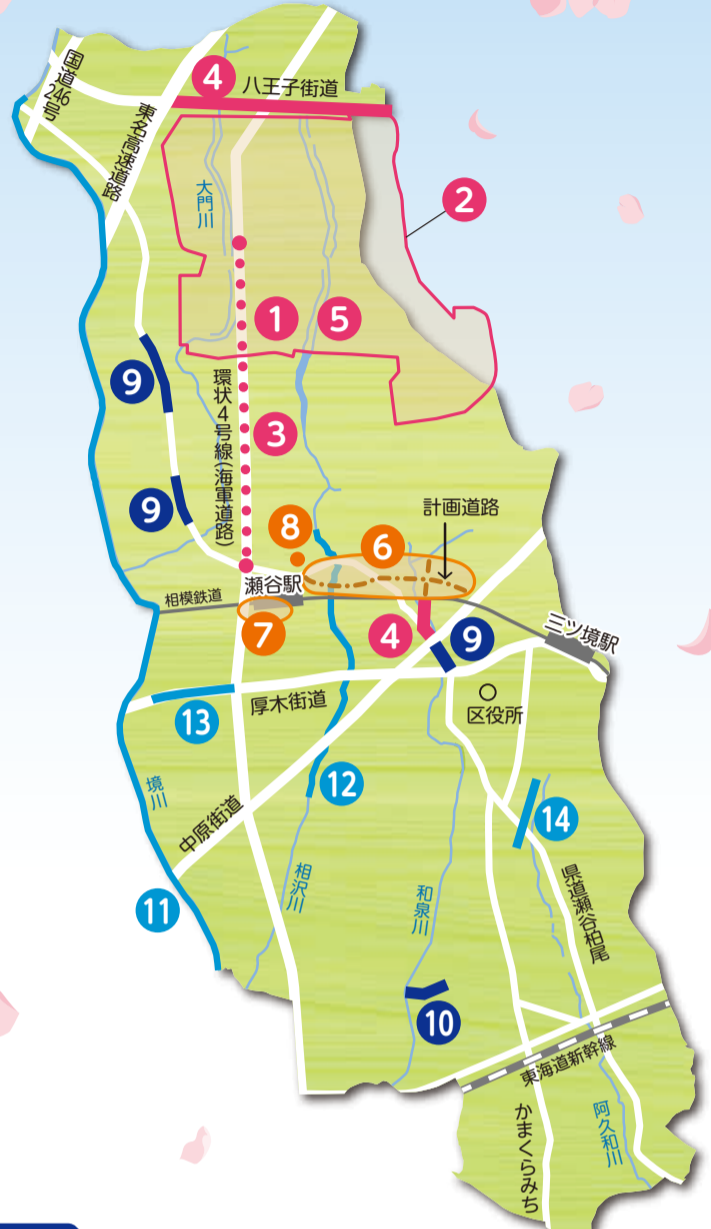 国道246号
東名高速道路
4
八王子街道
大門川
2
1
5
9
環状4号線(海軍道路)
3
9
8
6
計画道路
瀬谷駅
相模鉄道
7
4
9
三ツ境駅
13
厚木街道
区役所
12
14
境川
中原街道
11
相沢川
和泉川
県道瀬谷柏尾
10
東海道新幹線
かまくらみち
阿久和川